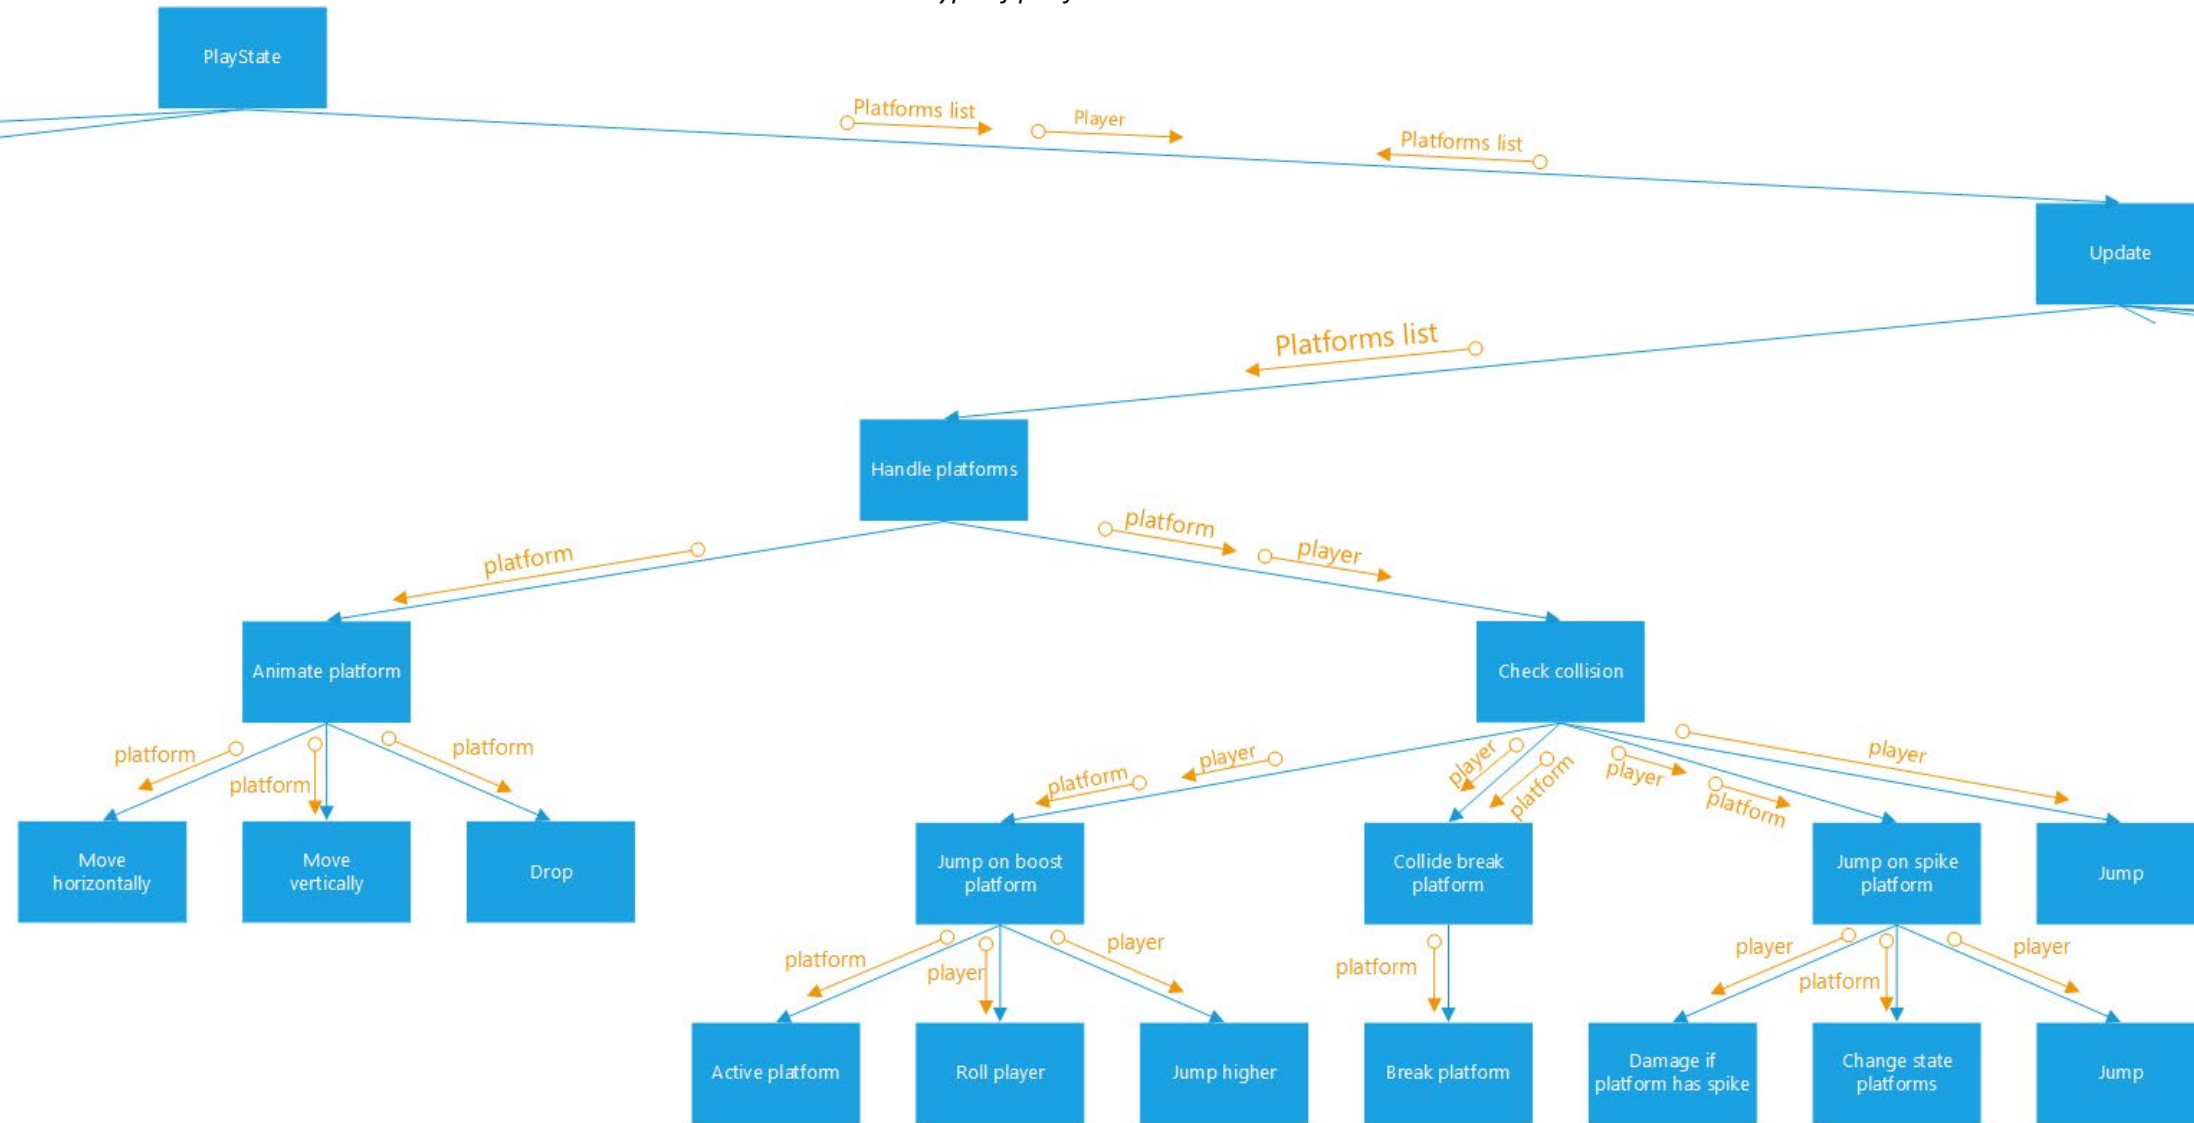 PlayState
Platforms list
Player
Platforms list
Update
Platforms list
Handle platforms
platform
platform
player
Animate platform
Check collision
platform
platform
platform
platform
player
player
platform
player
platform
player
Move
horizontally
Move
vertically
Drop
Jump on boost
platform
Collide break
platform
Jump on spike
platform
Jump
platform
player
player
platform
player
platform
player
Active platform
Roll player
Jump higher
Break platform
Damage if
platform has spike
Change state
platforms
Jump